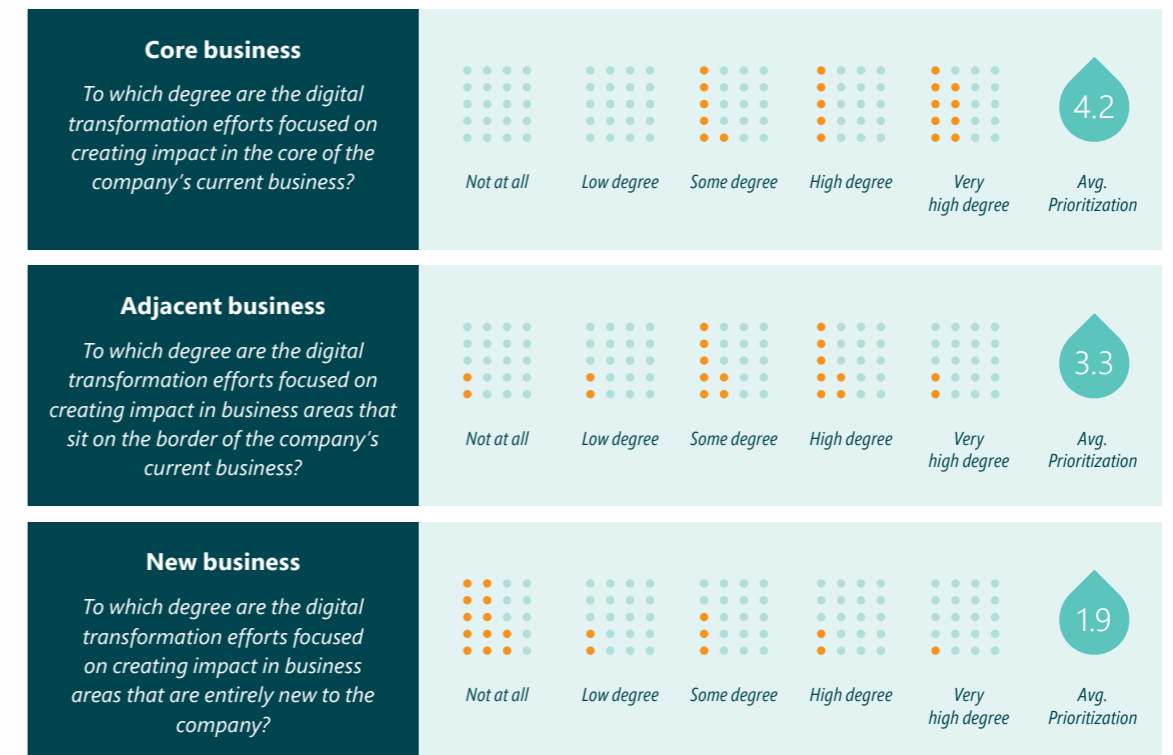 Core business
To which degree are the digital
transformation efforts focused on
creating impact in the core of the
company's current business?
Not at all
Low degree
Some degree
High degree
Very
high degree
4.2
Avg.
Prioritization
Adjacent business
To which degree are the digital
transformation efforts focused on
creating impact in business areas that
sit on the border of the company's
current business?
Not at all
Low degree
Some degree
High degree
Very
high degree
3.3
Avg.
Prioritization
New business
To which degree are the digital
transformation efforts focused
on creating impact in business
areas that are entirely new to the
company?
Not at all
Low degree
Some degree
High degree
Very
high degree
1.9
Avg.
Prioritization